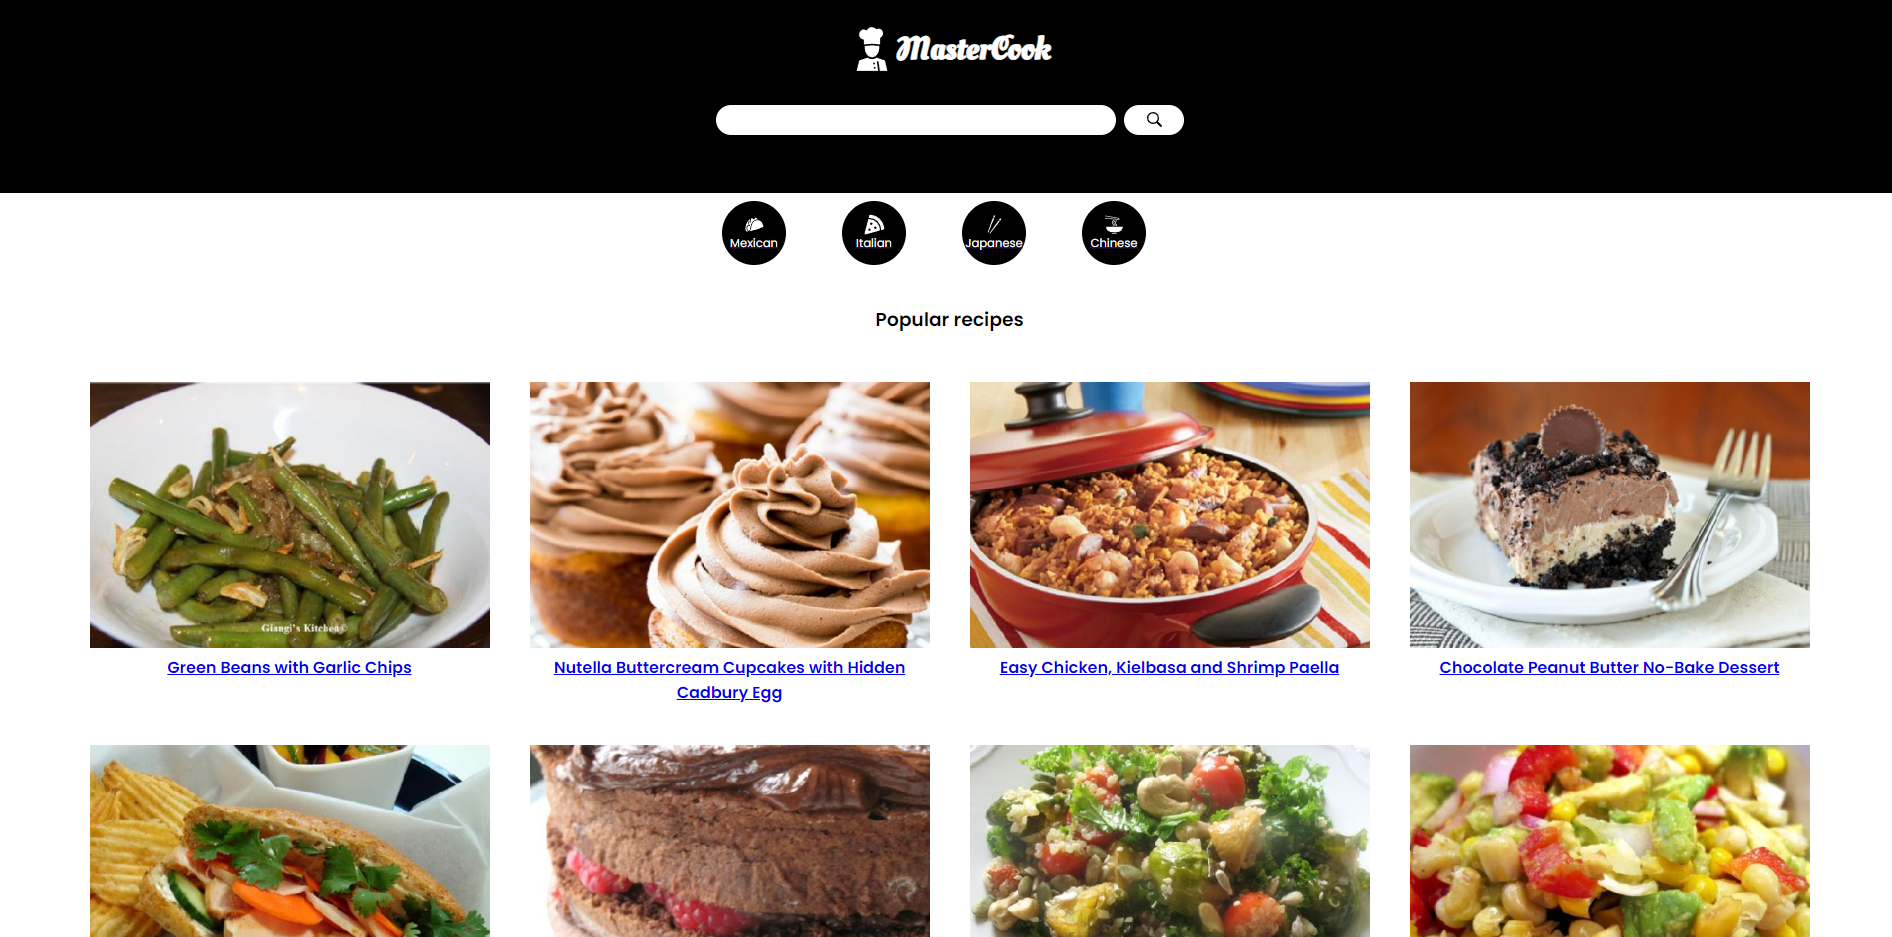 MasterCook
Mexican
Italian
Japanese
Chinese
Popular recipes
Giangi's Kitchen©
Green Beans with Garlic Chips
Nutella Buttercream Cupcakes with Hidden
Cadbury Egg
Easy Chicken, Kielbasa and Shrimp Paella
Chocolate Peanut Butter No-Bake Dessert